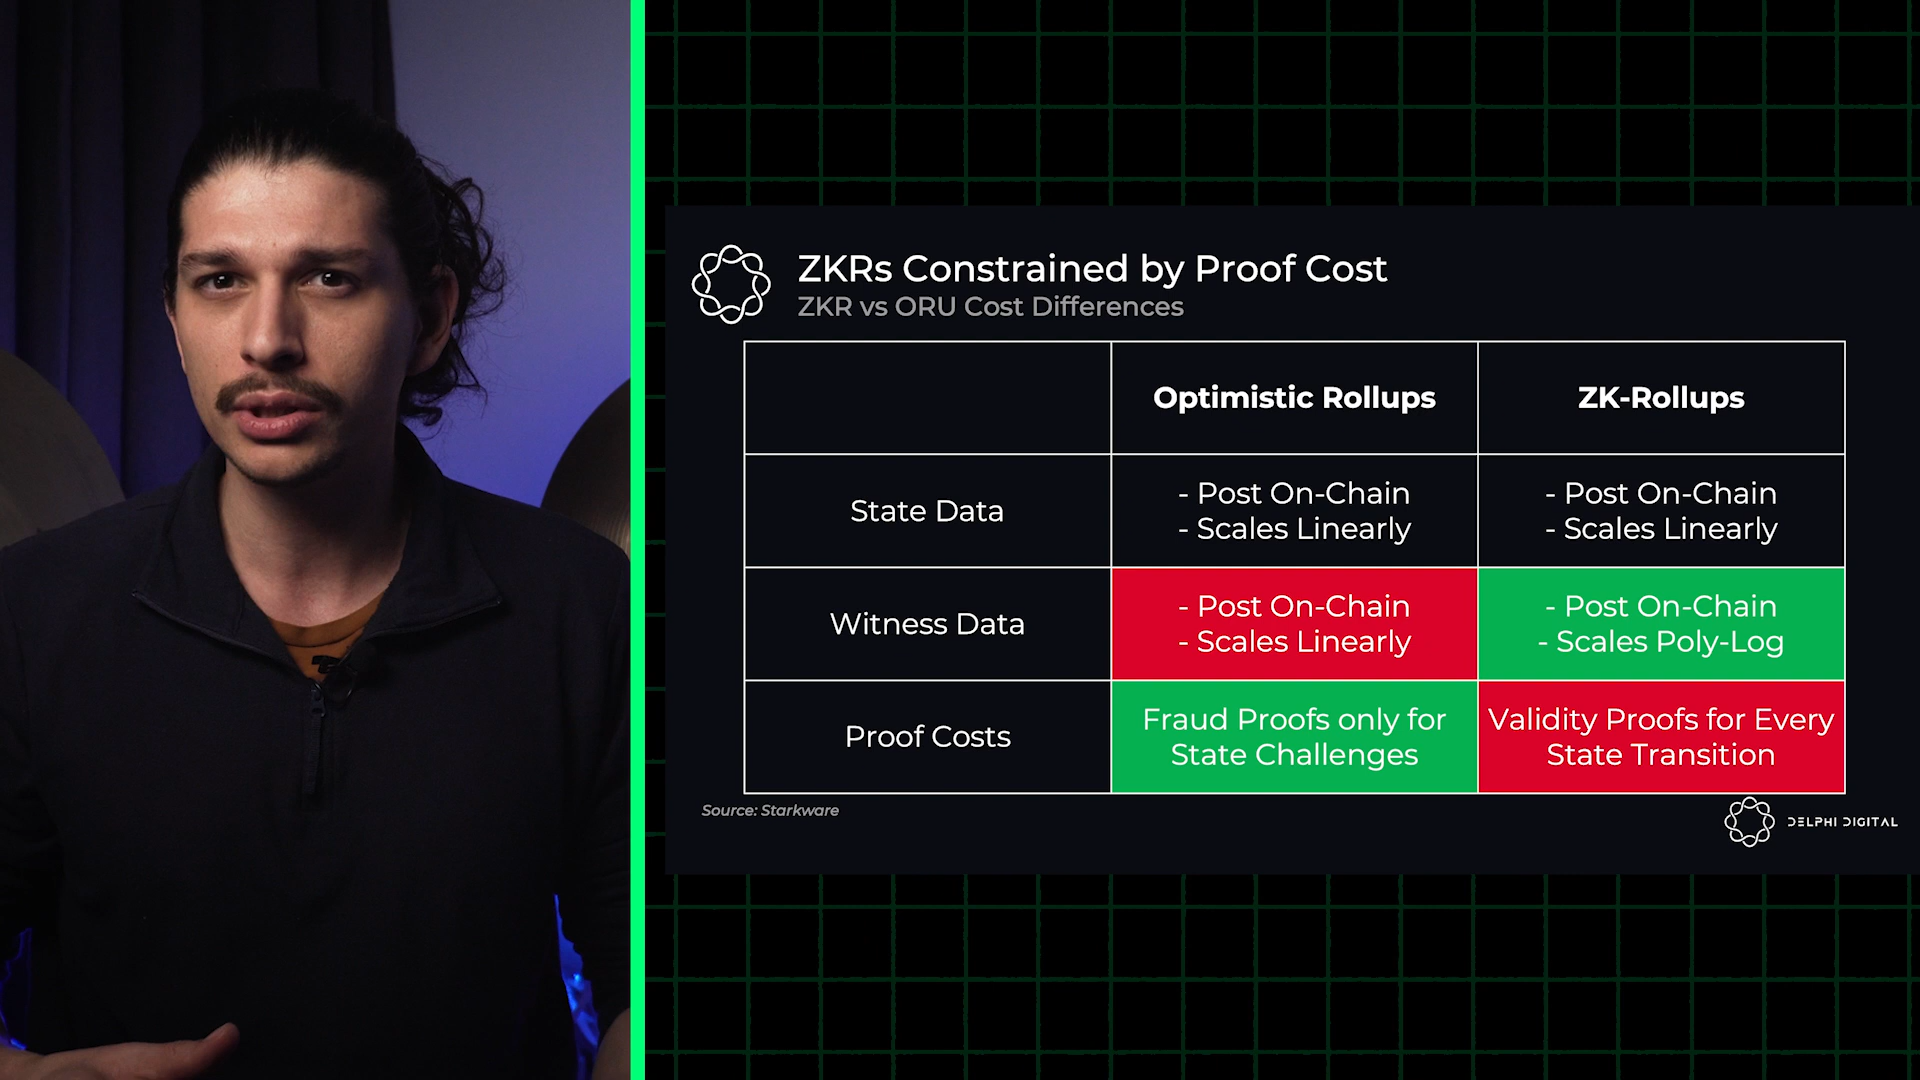 ZKRs Constrained by Proof Cost
ZKR vs ORU Cost Differences
Optimistic Rollups
ZK-Rollups
State Data
- Post On-Chain
- Scales Linearly
- Post On-Chain
- Scales Linearly
Witness Data
- Post On-Chain
- Scales Linearly
- Post On-Chain
- Scales Poly-Log
Proof Costs
Fraud Proofs only for
State Challenges
Validity Proofs for Every
State Transition
Source: Starkware
DELPHI DIGITAL